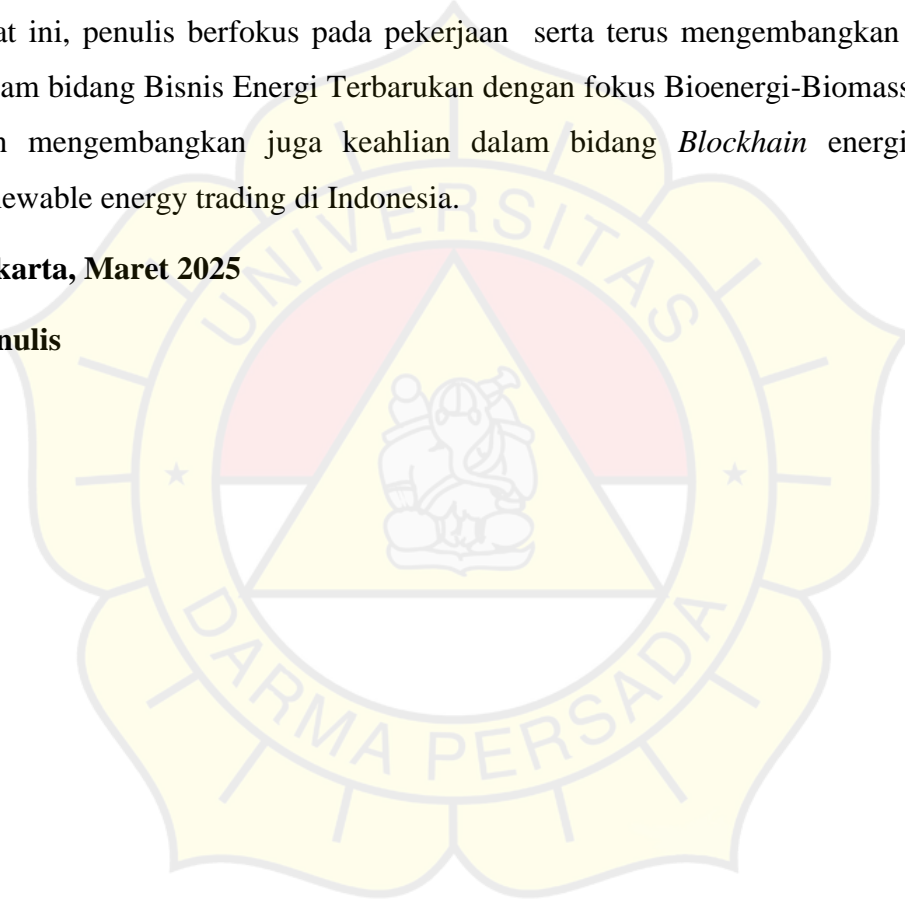 at ini, penulis berfokus pada pekerjaan serta terus mengembangkan
am bidang Bisnis Energi Terbarukan dengan fokus Bioenergi-Biomass
n mengembangkan juga keahlian dalam bidang Blockhain energi
ewable energy trading di Indonesia.
karta, Maret 2025
nulis
UNIVERSITAS
DARMA PERSADA